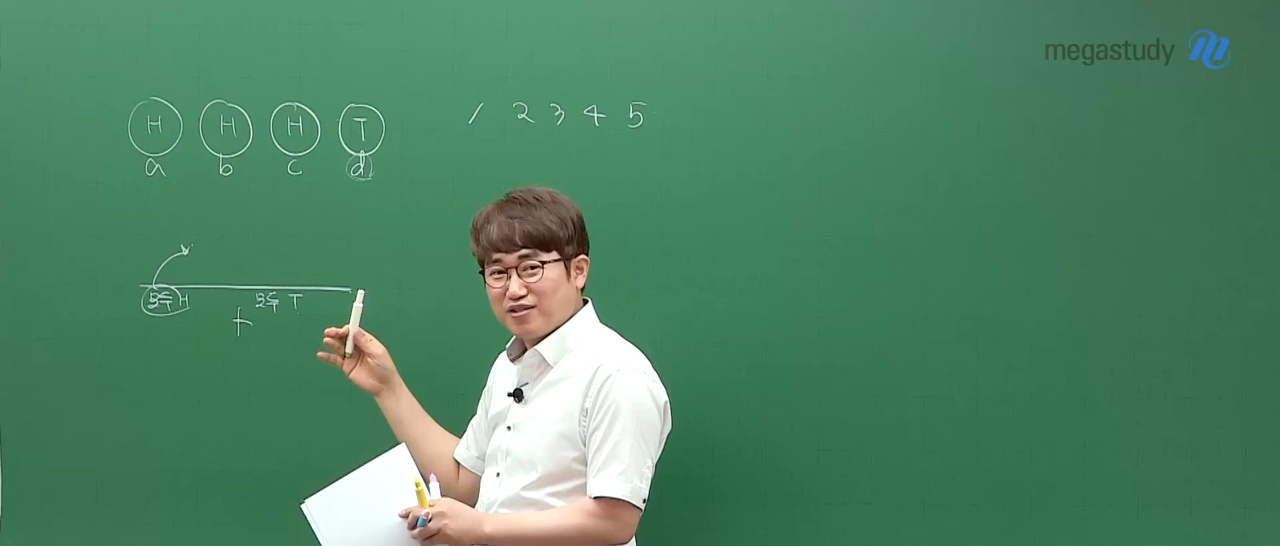 megastudy
H H H T 1 2 3 4 5
a b c d
모두 H 모두 T
+